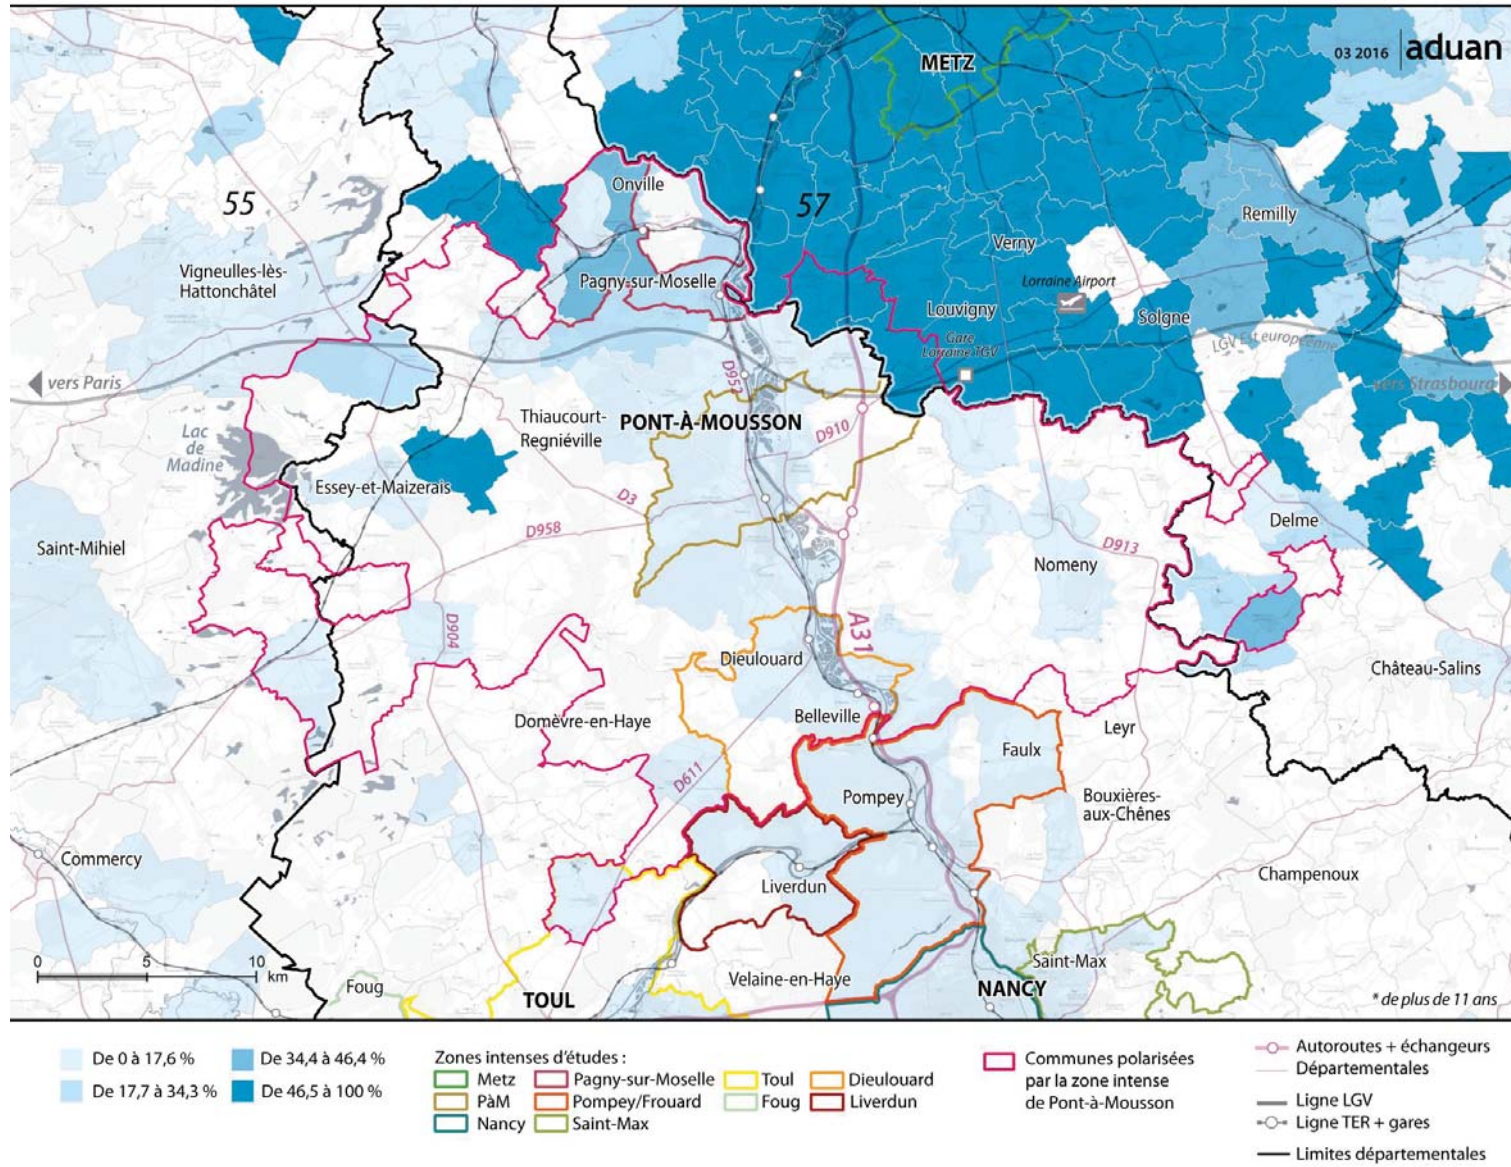 03 2016 | aduan
METZ
55
Onville
57
Remilly
Verny
Vigneulles-lès-
Hattonchâtel
Pagny-sur-Moselle
Lorraine Airport
Louvigny
Solgne
Gare
Lorraine TGV
LGV Est européenne
vers Paris
D952
vers Strasbourg
Thiaucourt-
Regniéville
PONT-À-MOUSSON
D910
Lac
de
Madine
Essey-et-Maizerais
D3
Saint-Mihiel
D958
D913
Delme
Nomeny
D904
A31
Dieulouard
Château-Salins
Domèvre-en-Haye
Belleville
Leyr
Faulx
D611
Pompey
Bouxières-
aux-Chênes
Commercy
Liverdun
Champenoux
0 5 10
km
Foug
TOUL
Velaine-en-Haye
Saint-Max
NANCY
* de plus de 11 ans
De 0 à 17,6 %
De 17,7 à 34,3 %
De 34,4 à 46,4 %
De 46,5 à 100 %
Zones intenses d'études :
Metz
PàM
Nancy
Pagny-sur-Moselle
Pompey/Frouard
Saint-Max
Toul
Foug
Dieulouard
Liverdun
Communes polarisées
par la zone intense
de Pont-à-Mousson
Autoroutes + échangeurs
Départementales
Ligne LGV
Ligne TER + gares
Limites départementales